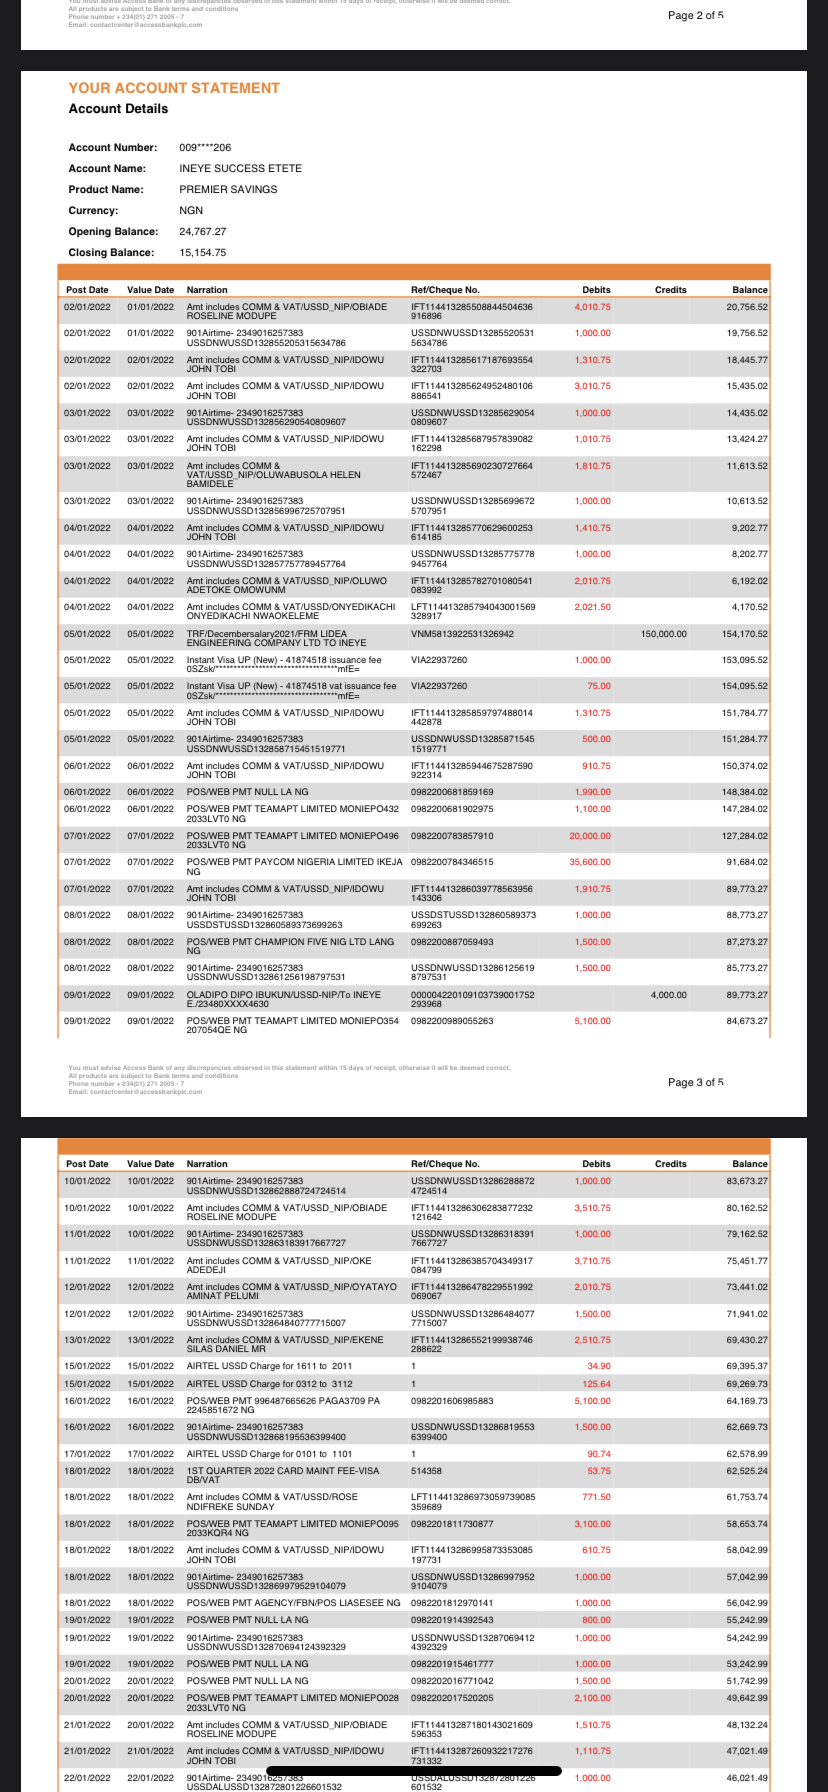 You must advise Access Bank of any discrepancies observed in this statement within 15 days of receipt, otherwise it will be deemed correct.
All products are subject to Bank terms and conditions
Phone number + 234(01) 271 2005 - 7
Email: contactcenter@accessbankplc.com
Page 2 of 5
YOUR ACCOUNT STATEMENT
Account Details
Account Number: 009****206
Account Name: INEYE SUCCESS ETETE
Product Name: PREMIER SAVINGS
Currency: NGN
Opening Balance: 24,767.27
Closing Balance: 15,154.75
Post Date Value Date Narration Ref/Cheque No. Debits Credits Balance
02/01/2022 01/01/2022 Amt includes COMM & VAT/USSD_NIP/OBIADE IFT114413285508844504636 4,010.75 20,756.52
ROSELINE MODUPE 916896
02/01/2022 01/01/2022 901Airtime- 2349016257383 USSDNWUSSD13285520531 1,000.00 19,756.52
USSDNWUSSD132855205315634786 5634786
02/01/2022 02/01/2022 Amt includes COMM & VAT/USSD_NIP/IDOWU IFT114413285617187693554 1,310.75 18,445.77
JOHN TOBI 322703
02/01/2022 02/01/2022 Amt includes COMM & VAT/USSD_NIP/IDOWU IFT114413285624952480106 3,010.75 15,435.02
JOHN TOBI 886541
03/01/2022 03/01/2022 901Airtime- 2349016257383 USSDNWUSSD13285629054 1,000.00 14,435.02
USSDNWUSSD132856290540809607 0809607
03/01/2022 03/01/2022 Amt includes COMM & VAT/USSD_NIP/IDOWU IFT114413285687957839082 1,010.75 13,424.27
JOHN TOBI 162298
03/01/2022 03/01/2022 Amt includes COMM & IFT114413285690230727664 1,810.75 11,613.52
VAT/USSD_NIP/OLUWABUSOLA HELEN 572467
BAMIDELE
03/01/2022 03/01/2022 901Airtime- 2349016257383 USSDNWUSSD13285699672 1,000.00 10,613.52
USSDNWUSSD132856996725707951 5707951
04/01/2022 04/01/2022 Amt includes COMM & VAT/USSD_NIP/IDOWU IFT114413285770629600253 1,410.75 9,202.77
JOHN TOBI 614185
04/01/2022 04/01/2022 901Airtime- 2349016257383 USSDNWUSSD13285775778 1,000.00 8,202.77
USSDNWUSSD132857757789457764 9457764
04/01/2022 04/01/2022 Amt includes COMM & VAT/USSD_NIP/OLUWO IFT114413285782701080541 2,010.75 6,192.02
ADETOKE OMOWUNM 083992
04/01/2022 04/01/2022 Amt includes COMM & VAT/USSD/ONYEDIKACHI LFT114413285794043001569 2,021.50 4,170.52
ONYEDIKACHI NWAOKELEME 328917
05/01/2022 05/01/2022 TRF/Decembersalary2021/FRM LIDEA VNM5813922531326942 150,000.00 154,170.52
ENGINEERING COMPANY LTD TO INEYE
05/01/2022 05/01/2022 Instant Visa UP (New) - 41874518 issuance fee VIA22937260 1,000.00 153,095.52
0SZsk/**********************************mfE=
05/01/2022 05/01/2022 Instant Visa UP (New) - 41874518 vat issuance fee VIA22937260 75.00 154,095.52
0SZsk/**********************************mfE=
05/01/2022 05/01/2022 Amt includes COMM & VAT/USSD_NIP/IDOWU IFT114413285859797488014 1,310.75 151,784.77
JOHN TOBI 442878
05/01/2022 05/01/2022 901Airtime- 2349016257383 USSDNWUSSD13285871545 500.00 151,284.77
USSDNWUSSD132858715451519771 1519771
06/01/2022 06/01/2022 Amt includes COMM & VAT/USSD_NIP/IDOWU IFT114413285944675287590 910.75 150,374.02
JOHN TOBI 922314
06/01/2022 06/01/2022 POS/WEB PMT NULL LA NG 0982200681859169 1,990.00 148,384.02
06/01/2022 06/01/2022 POS/WEB PMT TEAMAPT LIMITED MONIEPO432 0982200681902975 1,100.00 147,284.02
2033LVT0 NG
07/01/2022 07/01/2022 POS/WEB PMT TEAMAPT LIMITED MONIEPO496 0982200783857910 20,000.00 127,284.02
2033LVT0 NG
07/01/2022 07/01/2022 POS/WEB PMT PAYCOM NIGERIA LIMITED IKEJA 0982200784346515 35,600.00 91,684.02
NG
07/01/2022 07/01/2022 Amt includes COMM & VAT/USSD_NIP/IDOWU IFT114413286039778563956 1,910.75 89,773.27
JOHN TOBI 143306
08/01/2022 08/01/2022 901Airtime- 2349016257383 USSDSTUSSD132860589373 1,000.00 88,773.27
USSDSTUSSD132860589373699263 699263
08/01/2022 08/01/2022 POS/WEB PMT CHAMPION FIVE NIG LTD LANG 0982200887059493 1,500.00 87,273.27
NG
08/01/2022 08/01/2022 901Airtime- 2349016257383 USSDNWUSSD13286125619 1,500.00 85,773.27
USSDNWUSSD132861256198797531 8797531
09/01/2022 09/01/2022 OLADIPO DIPO IBUKUN/USSD-NIP/To INEYE 000004220109103739001752 4,000.00 89,773.27
E./23480XXXX4630 293968
09/01/2022 09/01/2022 POS/WEB PMT TEAMAPT LIMITED MONIEPO354 0982200989055263 5,100.00 84,673.27
207054QE NG
You must advise Access Bank of any discrepancies observed in this statement within 15 days of receipt, otherwise it will be deemed correct.
All products are subject to Bank terms and conditions
Phone number + 234(01) 271 2005 - 7
Email: contactcenter@accessbankplc.com
Page 3 of 5
Post Date Value Date Narration Ref/Cheque No. Debits Credits Balance
10/01/2022 10/01/2022 901Airtime- 2349016257383 USSDNWUSSD13286288872 1,000.00 83,673.27
USSDNWUSSD132862888724724514 4724514
10/01/2022 10/01/2022 Amt includes COMM & VAT/USSD_NIP/OBIADE IFT114413286306283877232 3,510.75 80,162.52
ROSELINE MODUPE 121642
11/01/2022 11/01/2022 901Airtime- 2349016257383 USSDNWUSSD13286318391 1,000.00 79,162.52
USSDNWUSSD132863183917667727 7667727
11/01/2022 11/01/2022 Amt includes COMM & VAT/USSD_NIP/OKE IFT114413286385704349317 3,710.75 75,451.77
ADEDEJI 084799
12/01/2022 12/01/2022 Amt includes COMM & VAT/USSD_NIP/OYATAYO IFT114413286478229551992 2,010.75 73,441.02
AMINAT PELUMI 069067
12/01/2022 12/01/2022 901Airtime- 2349016257383 USSDNWUSSD13286484077 1,500.00 71,941.02
USSDNWUSSD132864840777715007 7715007
13/01/2022 13/01/2022 Amt includes COMM & VAT/USSD_NIP/EKENE IFT114413286552199938746 2,510.75 69,430.27
SILAS DANIEL MR 288622
15/01/2022 15/01/2022 AIRTEL USSD Charge for 1611 to 2011 1 34.90 69,395.37
15/01/2022 15/01/2022 AIRTEL USSD Charge for 0312 to 3112 1 125.64 69,269.73
16/01/2022 16/01/2022 POS/WEB PMT 996487665626 PAGA3709 PA 0982201606985883 5,100.00 64,169.73
2245851672 NG
16/01/2022 16/01/2022 901Airtime- 2349016257383 USSDNWUSSD13286819553 1,500.00 62,669.73
USSDNWUSSD132868195536399400 6399400
17/01/2022 17/01/2022 AIRTEL USSD Charge for 0101 to 1101 1 90.74 62,578.99
18/01/2022 18/01/2022 1ST QUARTER 2022 CARD MAINT FEE-VISA 514358 53.75 62,525.24
DB/VAT
18/01/2022 18/01/2022 Amt includes COMM & VAT/USSD/ROSE LFT114413286973059739085 771.50 61,753.74
NDIFREKE SUNDAY 359689
18/01/2022 18/01/2022 POS/WEB PMT TEAMAPT LIMITED MONIEPO095 0982201811730877 3,100.00 58,653.74
2033KQR4 NG
18/01/2022 18/01/2022 Amt includes COMM & VAT/USSD_NIP/IDOWU IFT114413286995873353085 610.75 58,042.99
JOHN TOBI 197731
18/01/2022 18/01/2022 901Airtime- 2349016257383 USSDNWUSSD13286997952 1,000.00 57,042.99
USSDNWUSSD132869979529104079 9104079
18/01/2022 18/01/2022 POS/WEB PMT AGENCY/FBN/POS LIASESEE NG 0982201812970141 1,000.00 56,042.99
19/01/2022 19/01/2022 POS/WEB PMT NULL LA NG 0982201914392543 800.00 55,242.99
19/01/2022 19/01/2022 901Airtime- 2349016257383 USSDNWUSSD13287069412 1,000.00 54,242.99
USSDNWUSSD132870694124392329 4392329
19/01/2022 19/01/2022 POS/WEB PMT NULL LA NG 0982201915461777 1,000.00 53,242.99
20/01/2022 20/01/2022 POS/WEB PMT NULL LA NG 0982202016771042 1,500.00 51,742.99
20/01/2022 20/01/2022 POS/WEB PMT TEAMAPT LIMITED MONIEPO028 0982202017520205 2,100.00 49,642.99
2033LVT0 NG
21/01/2022 20/01/2022 Amt includes COMM & VAT/USSD_NIP/OBIADE IFT114413287180143021609 1,510.75 48,132.24
ROSELINE MODUPE 596353
21/01/2022 21/01/2022 Amt includes COMM & VAT/USSD_NIP/IDOWU IFT114413287260932217276 1,110.75 47,021.49
JOHN TOBI 731332
22/01/2022 22/01/2022 901Airtime- 2349016257383 USSDALUSSD132872801226 1,000.00 46,021.49
USSDALUSSD132872801226601532 601532